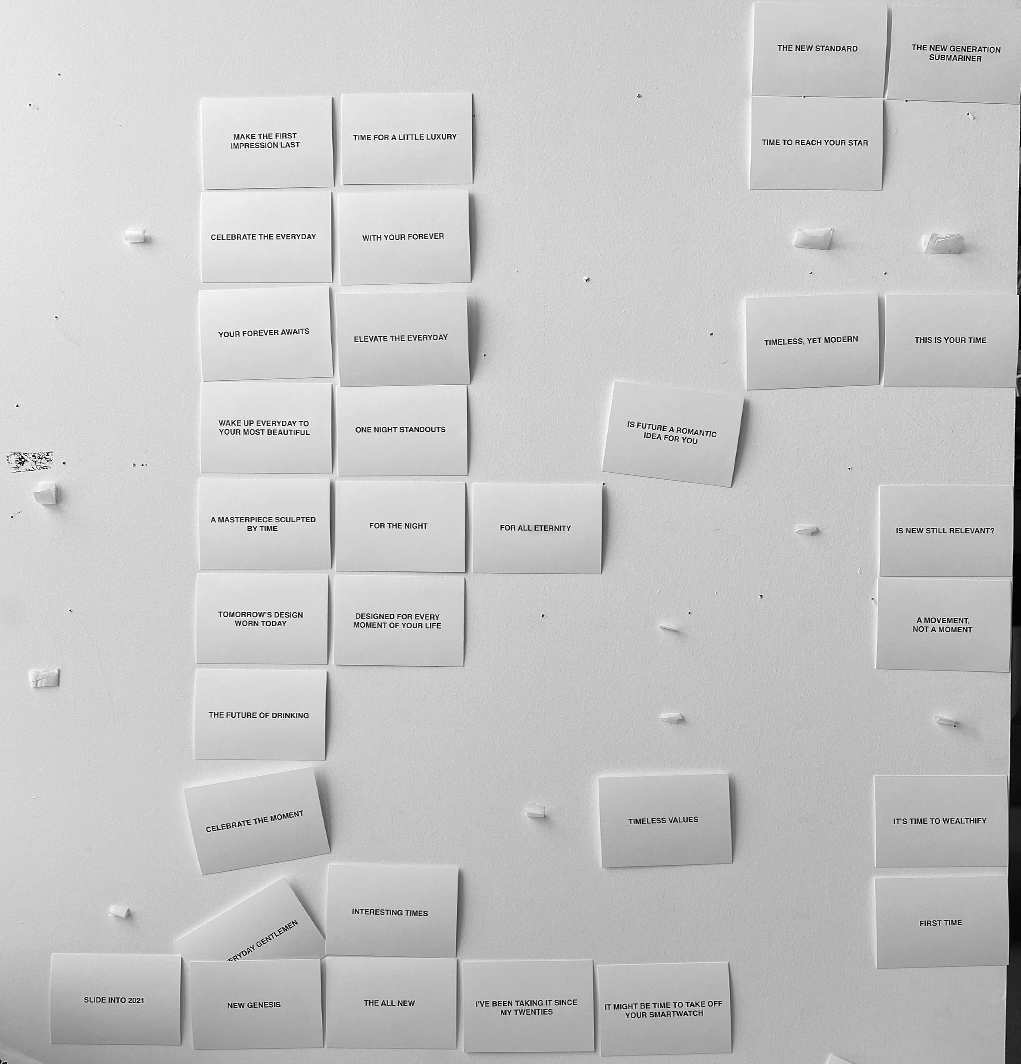 THE NEW STANDARD
THE NEW GENERATION
SUBMARINER
MAKE THE FIRST
IMPRESSION LAST
TIME FOR A LITTLE LUXURY
TIME TO REACH YOUR STAR
CELEBRATE THE EVERYDAY
WITH YOUR FOREVER
YOUR FOREVER AWAITS
ELEVATE THE EVERYDAY
TIMELESS, YET MODERN
THIS IS YOUR TIME
WAKE UP EVERYDAY TO
YOUR MOST BEAUTIFUL
ONE NIGHT STANDOUTS
IS FUTURE A ROMANTIC
IDEA FOR YOU
A MASTERPIECE SCULPTED
BY TIME
FOR THE NIGHT
FOR ALL ETERNITY
IS NEW STILL RELEVANT?
TOMORROW'S DESIGN
WORN TODAY
DESIGNED FOR EVERY
MOMENT OF YOUR LIFE
A MOVEMENT,
NOT A MOMENT
THE FUTURE OF DRINKING
CELEBRATE THE MOMENT
TIMELESS VALUES
IT'S TIME TO WEALTHIFY
ERYDAY GENTLEMEN
INTERESTING TIMES
FIRST TIME
SLIDE INTO 2021
NEW GENESIS
THE ALL NEW
I'VE BEEN TAKING IT SINCE
MY TWENTIES
IT MIGHT BE TIME TO TAKE OFF
YOUR SMARTWATCH